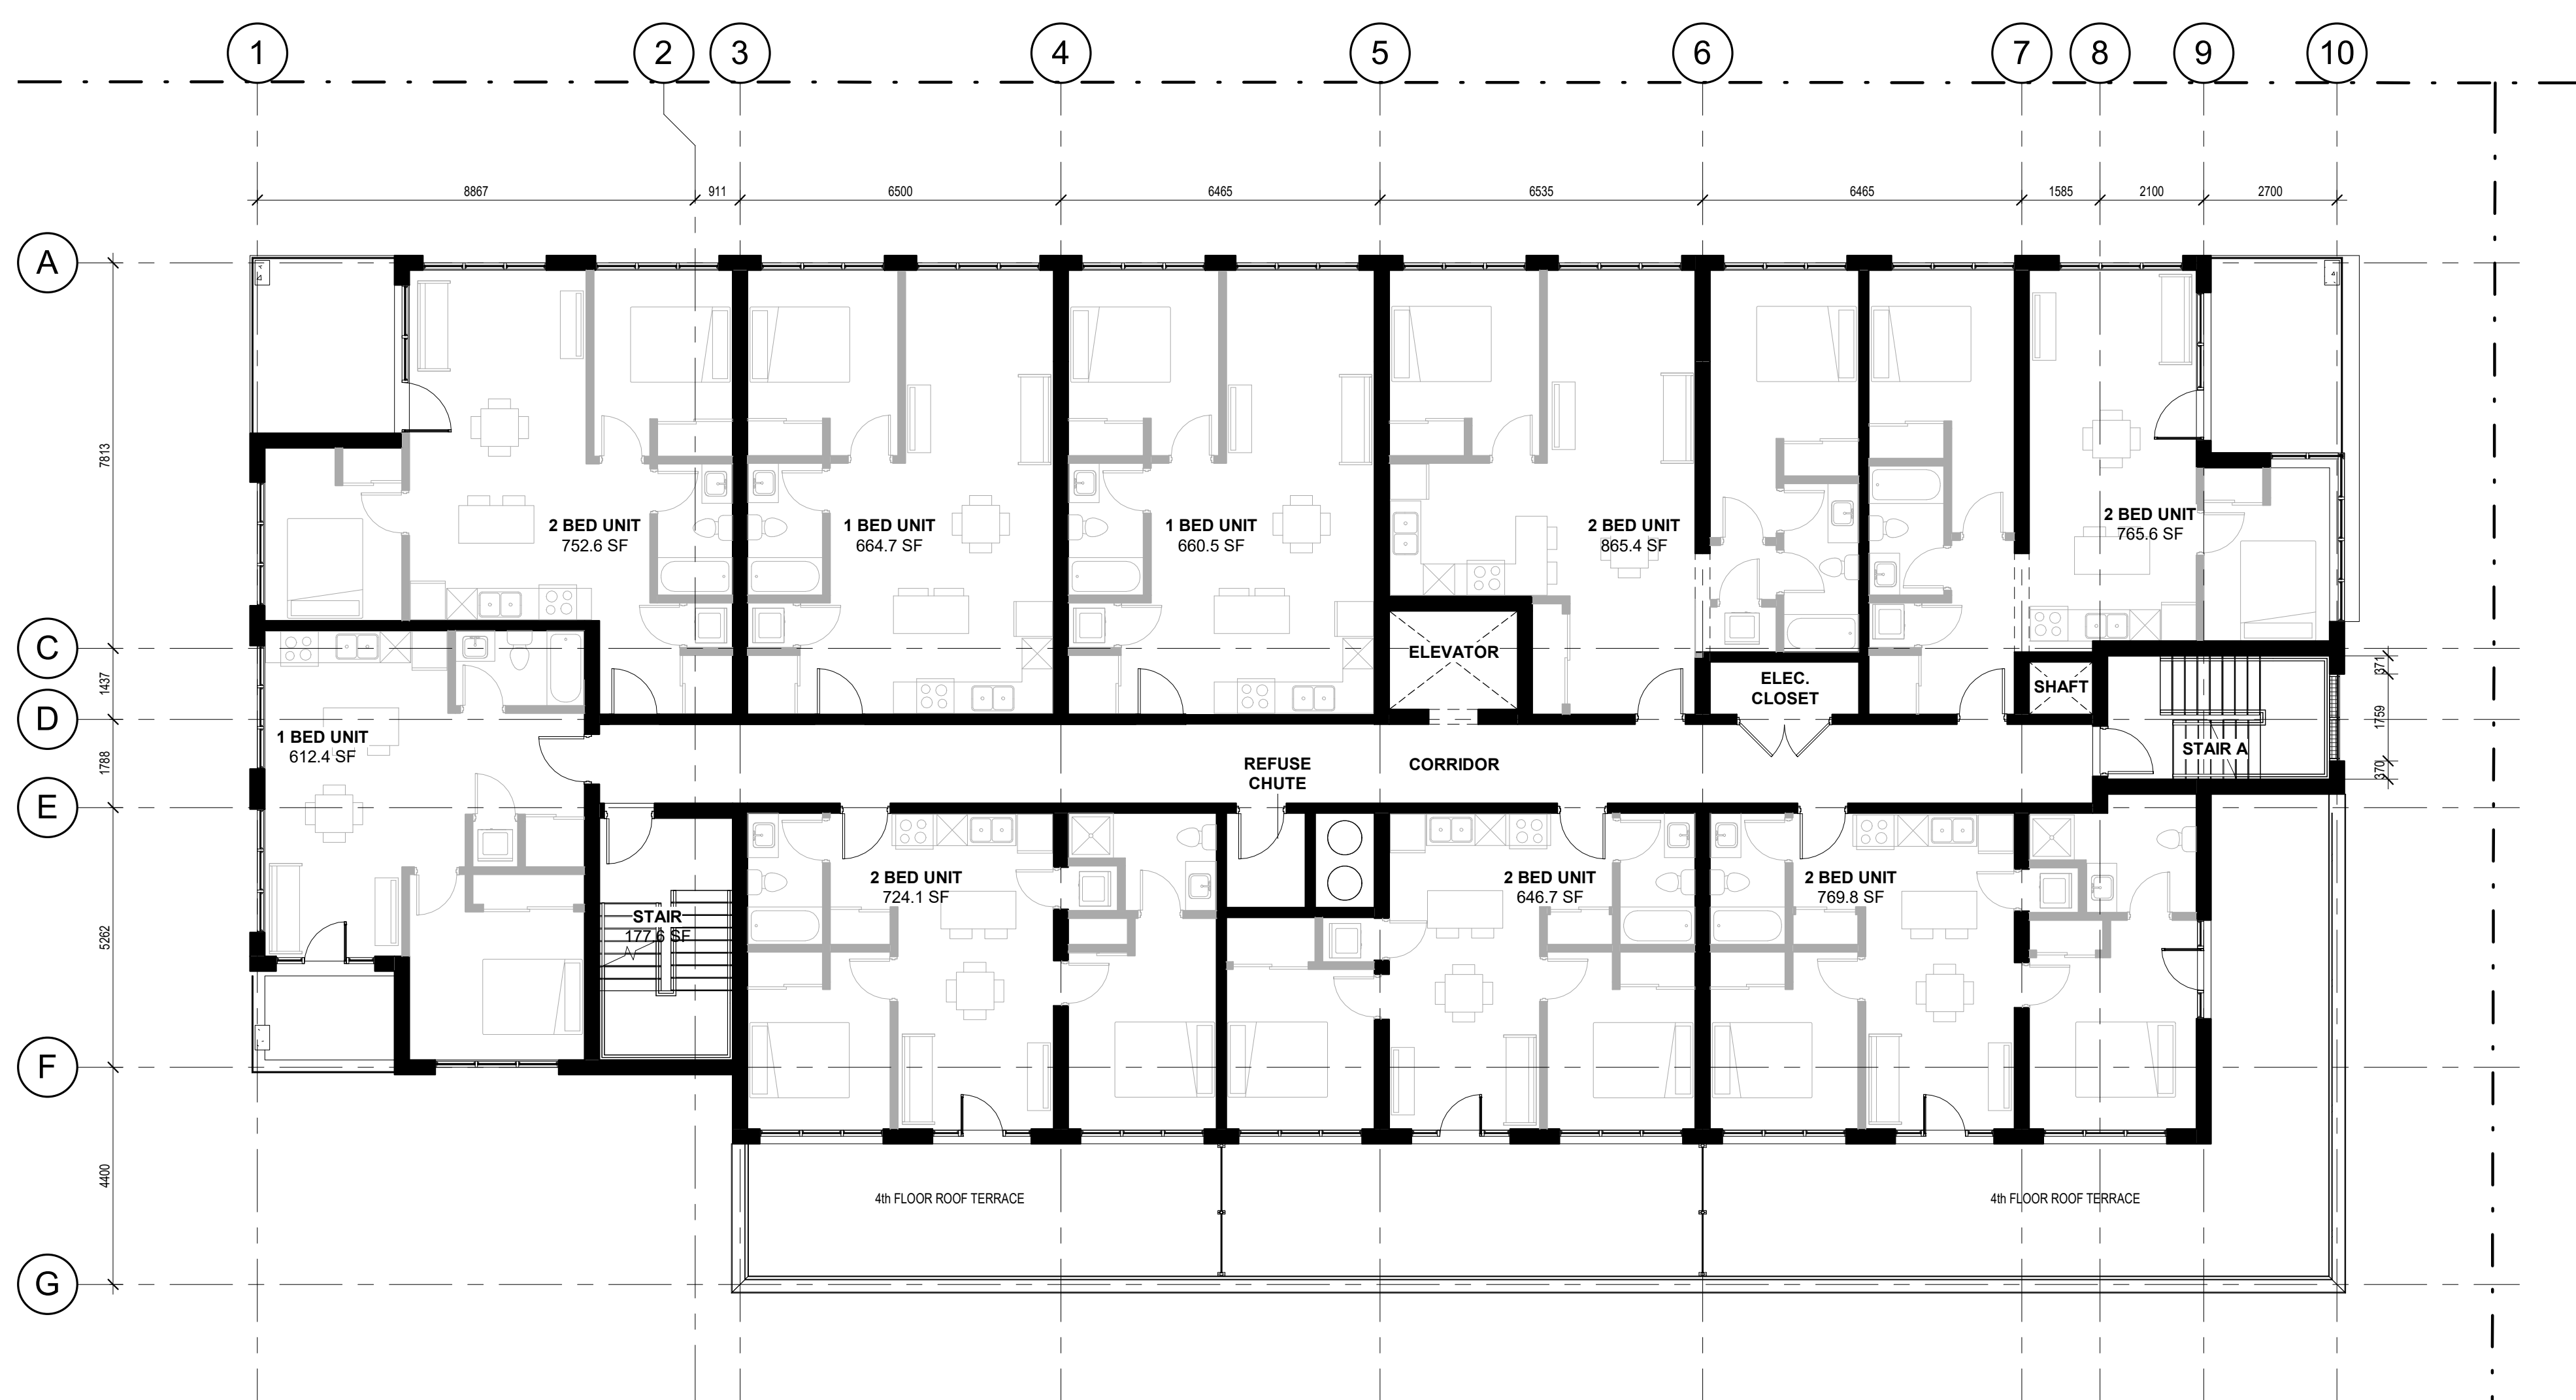 1
2
3
4
5
6
7
8
9
10
8867
911
6500
6465
6535
6465
1585
2100
2700
A
C
D
E
F
G
7813
1437
1788
5262
4400
371
1759
370
2 BED UNIT
752.6 SF
1 BED UNIT
664.7 SF
1 BED UNIT
660.5 SF
2 BED UNIT
865.4 SF
2 BED UNIT
765.6 SF
ELEVATOR
ELEC.
CLOSET
SHAFT
1 BED UNIT
612.4 SF
REFUSE
CHUTE
CORRIDOR
STAIR A
STAIR
177.6 SF
2 BED UNIT
724.1 SF
2 BED UNIT
646.7 SF
2 BED UNIT
769.8 SF
4th FLOOR ROOF TERRACE
4th FLOOR ROOF TERRACE